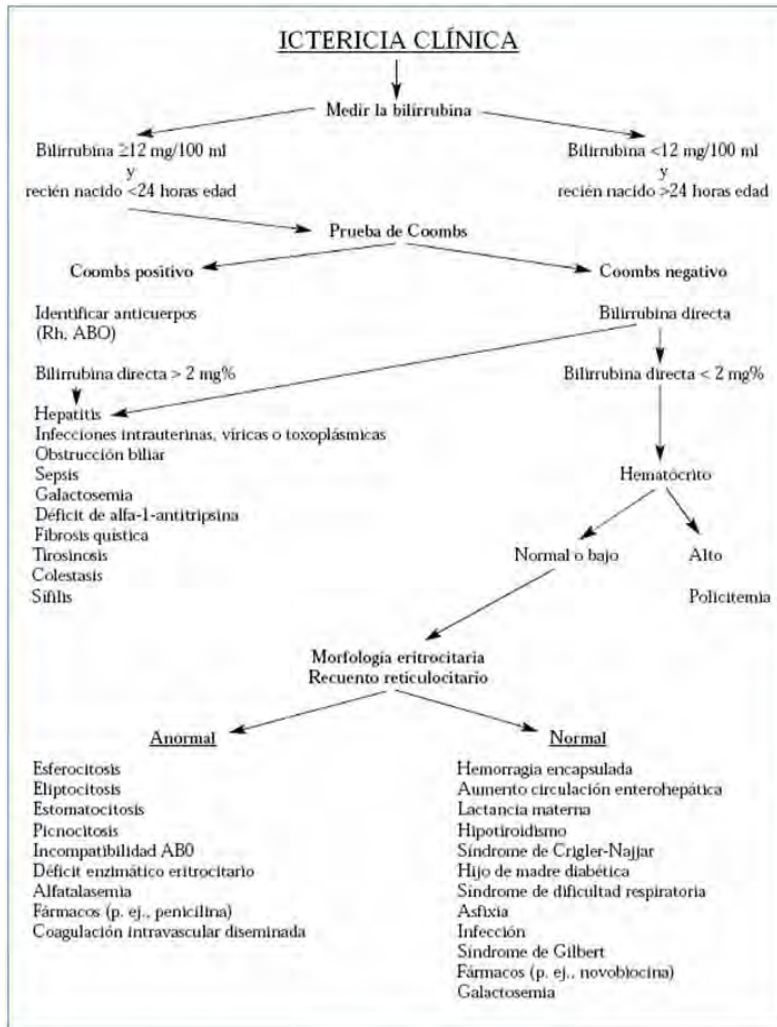 ICTERICIA CLÍNICA
Medir la bilirrubina
Bilirrubina ≥12 mg/100 ml
y
recién nacido <24 horas edad
Bilirrubina <12 mg/100 ml
y
recién nacido >24 horas edad
Prueba de Coombs
Coombs positivo
Coombs negativo
Identificar anticuerpos
(Rh, ABO)
Bilirrubina directa
Bilirrubina directa > 2 mg%
Bilirrubina directa < 2 mg%
Hepatitis
Infecciones intrauterinas, víricas o toxoplásmicas
Obstrucción biliar
Sepsis
Galactosemia
Déficit de alfa-1-antitripsina
Fibrosis quística
Tirosinosis
Colestasis
Sífilis
Hematócrito
Normal o bajo
Alto
Policitemia
Morfología eritrocitaria
Recuento reticulocitario
Anormal
Esferocitosis
Eliptocitosis
Estomatocitosis
Picnocitosis
Incompatibilidad AB0
Déficit enzimático eritrocitario
Alfatalasemia
Fármacos (p. ej., penicilina)
Coagulación intravascular diseminada
Normal
Hemorragia encapsulada
Aumento circulación enterohepática
Lactancia materna
Hipotiroidismo
Síndrome de Crigler-Najjar
Hijo de madre diabética
Síndrome de dificultad respiratoria
Asfixia
Infección
Síndrome de Gilbert
Fármacos (p. ej., novobiocina)
Galactosemia